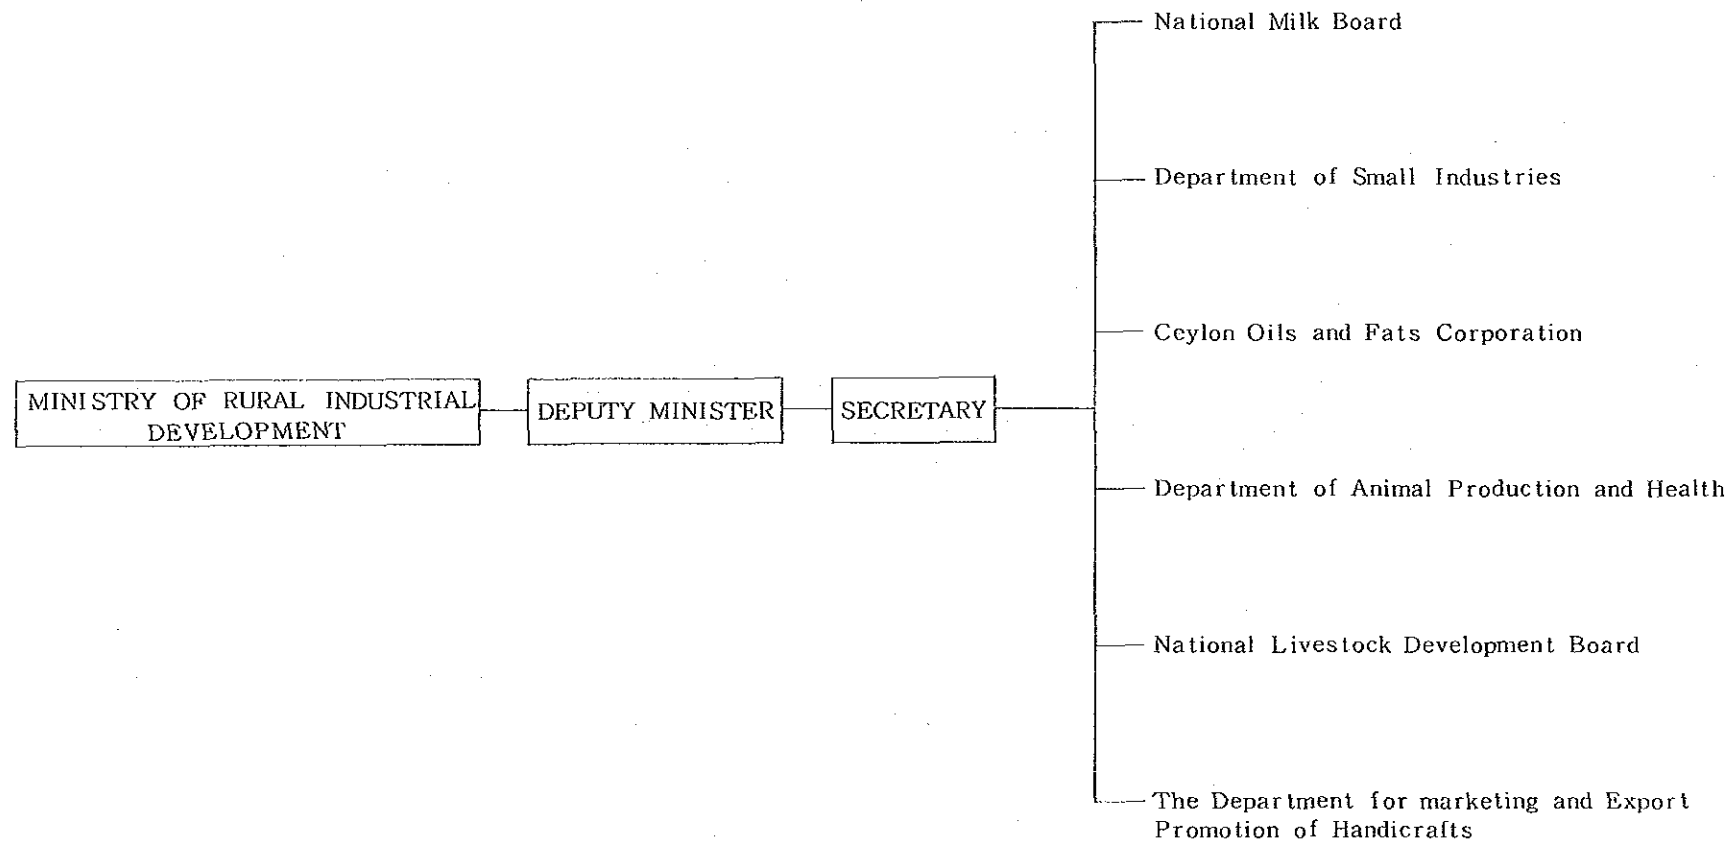 National Milk Board
Department of Small Industries
Ceylon Oils and Fats Corporation
MINISTRY OF RURAL INDUSTRIAL
DEVELOPMENT
DEPUTY MINISTER
SECRETARY
Department of Animal Production and Health
National Livestock Development Board
The Department for marketing and Export
Promotion of Handicrafts